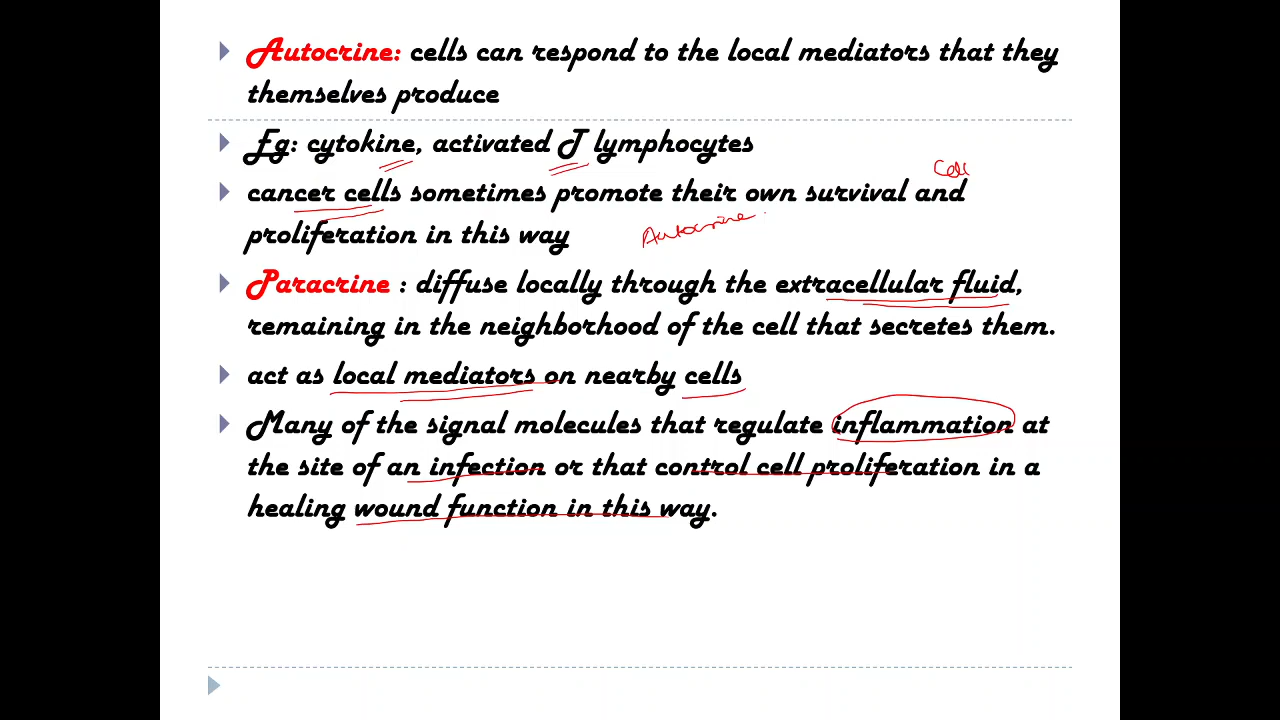 Autocrine: cells can respond to the local mediators that they
themselves produce
Eg: cytokine, activated T lymphocytes
Cell
cancer cells sometimes promote their own survival and
Autocrine.
proliferation in this way
Paracrine : diffuse locally through the extracellular fluid,
remaining in the neighborhood of the cell that secretes them.
act as local mediators on nearby cells
Many of the signal molecules that regulate inflammation at
the site of an infection or that control cell proliferation in a
healing wound function in this way.